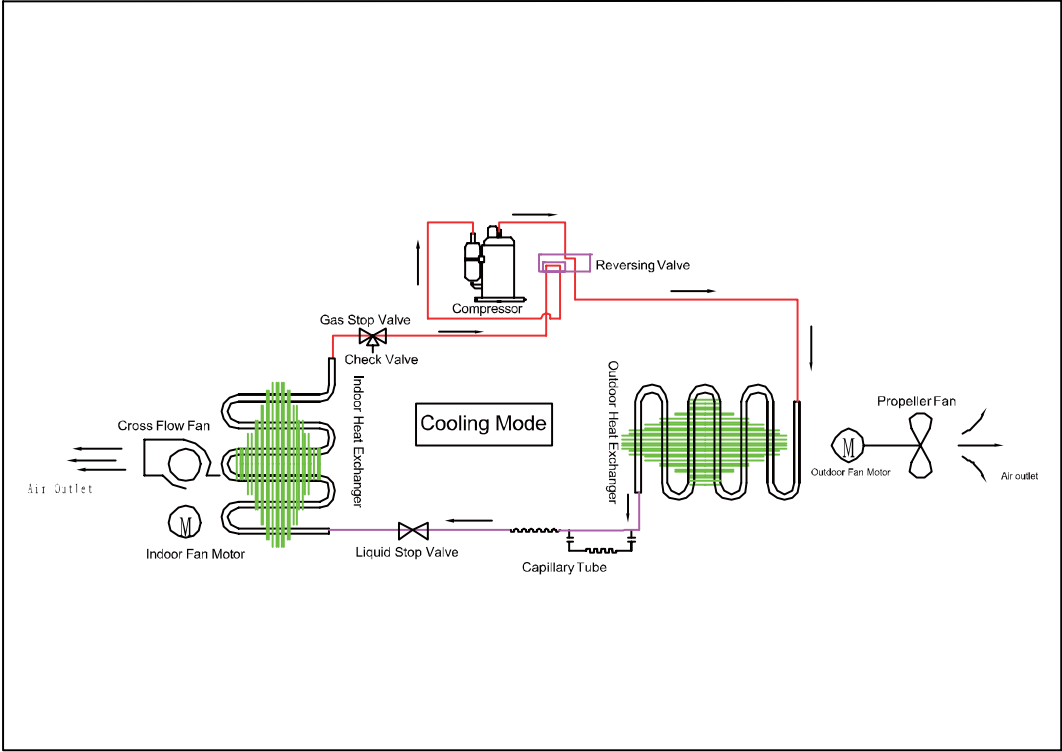 Reversing Valve
Compressor
Gas Stop Valve
Check Valve
Indoor Heat Exchanger
Outdoor Heat Exchanger
Cooling Mode
Propeller Fan
Cross Flow Fan
M
Outdoor Fan Motor
Air outlet
Air Outlet
M
Indoor Fan Motor
Liquid Stop Valve
Capillary Tube